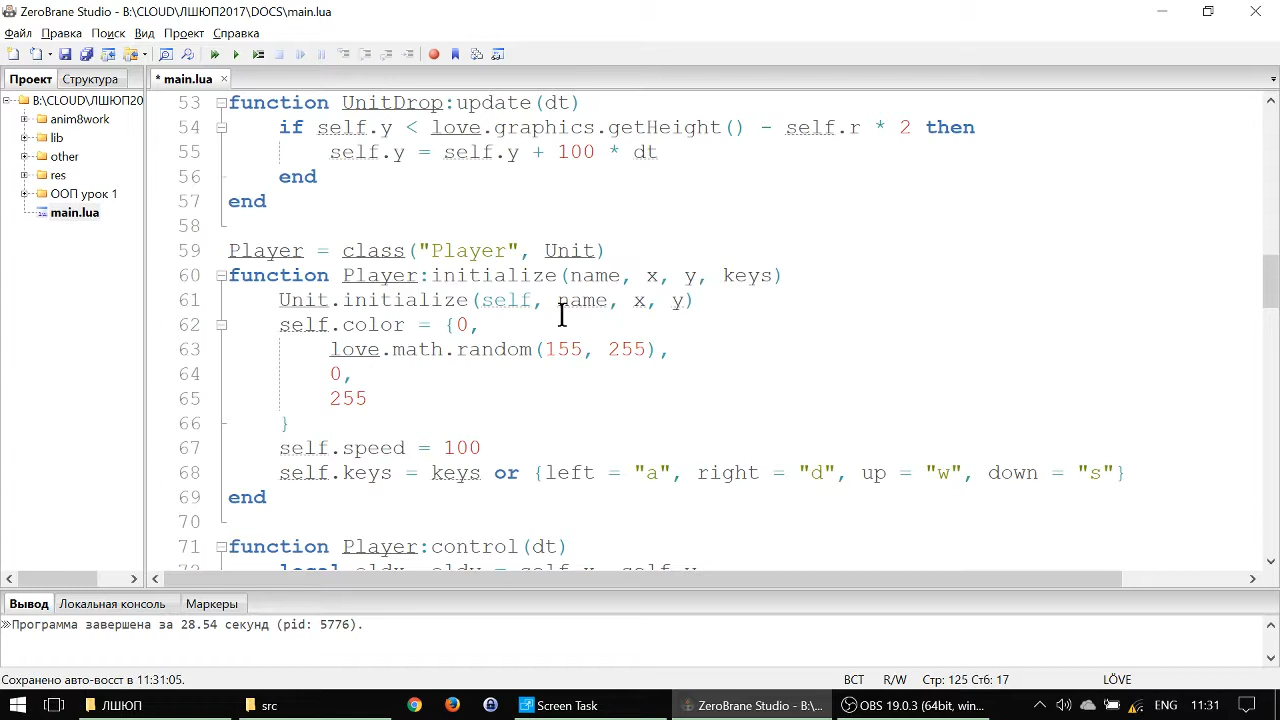 ZeroBrane Studio - B:\CLOUD\ЛШЮП2017\DOCS\main.lua
Файл Правка Поиск Вид Проект Справка
Проект Структура
* main.lua
B:\CLOUD\ЛШЮП20
anim8work
lib
other
res
ООП урок 1
main.lua
53 function UnitDrop:update(dt)
54 if self.y < love.graphics.getHeight() - self.r * 2 then
55 self.y = self.y + 100 * dt
56 end
57 end
58
59 Player = class("Player", Unit)
60 function Player:initialize(name, x, y, keys)
61 Unit.initialize(self, name, x, y)
62 self.color = {0,
63 love.math.random(155, 255),
64 0,
65 255
66 }
67 self.speed = 100
68 self.keys = keys or {left = "a", right = "d", up = "w", down = "s"}
69 end
70
71 function Player:control(dt)
Вывод Локальная консоль Маркеры
Программа завершена за 28.54 секунд (pid: 5776).
Сохранено авто-восст в 11:31:05.
ВСТ R/W Стр: 125 Стб: 17 LÖVE
ЛШЮП src Screen Task ZeroBrane Studio - B:\... OBS 19.0.3 (64bit, win... ENG 11:31